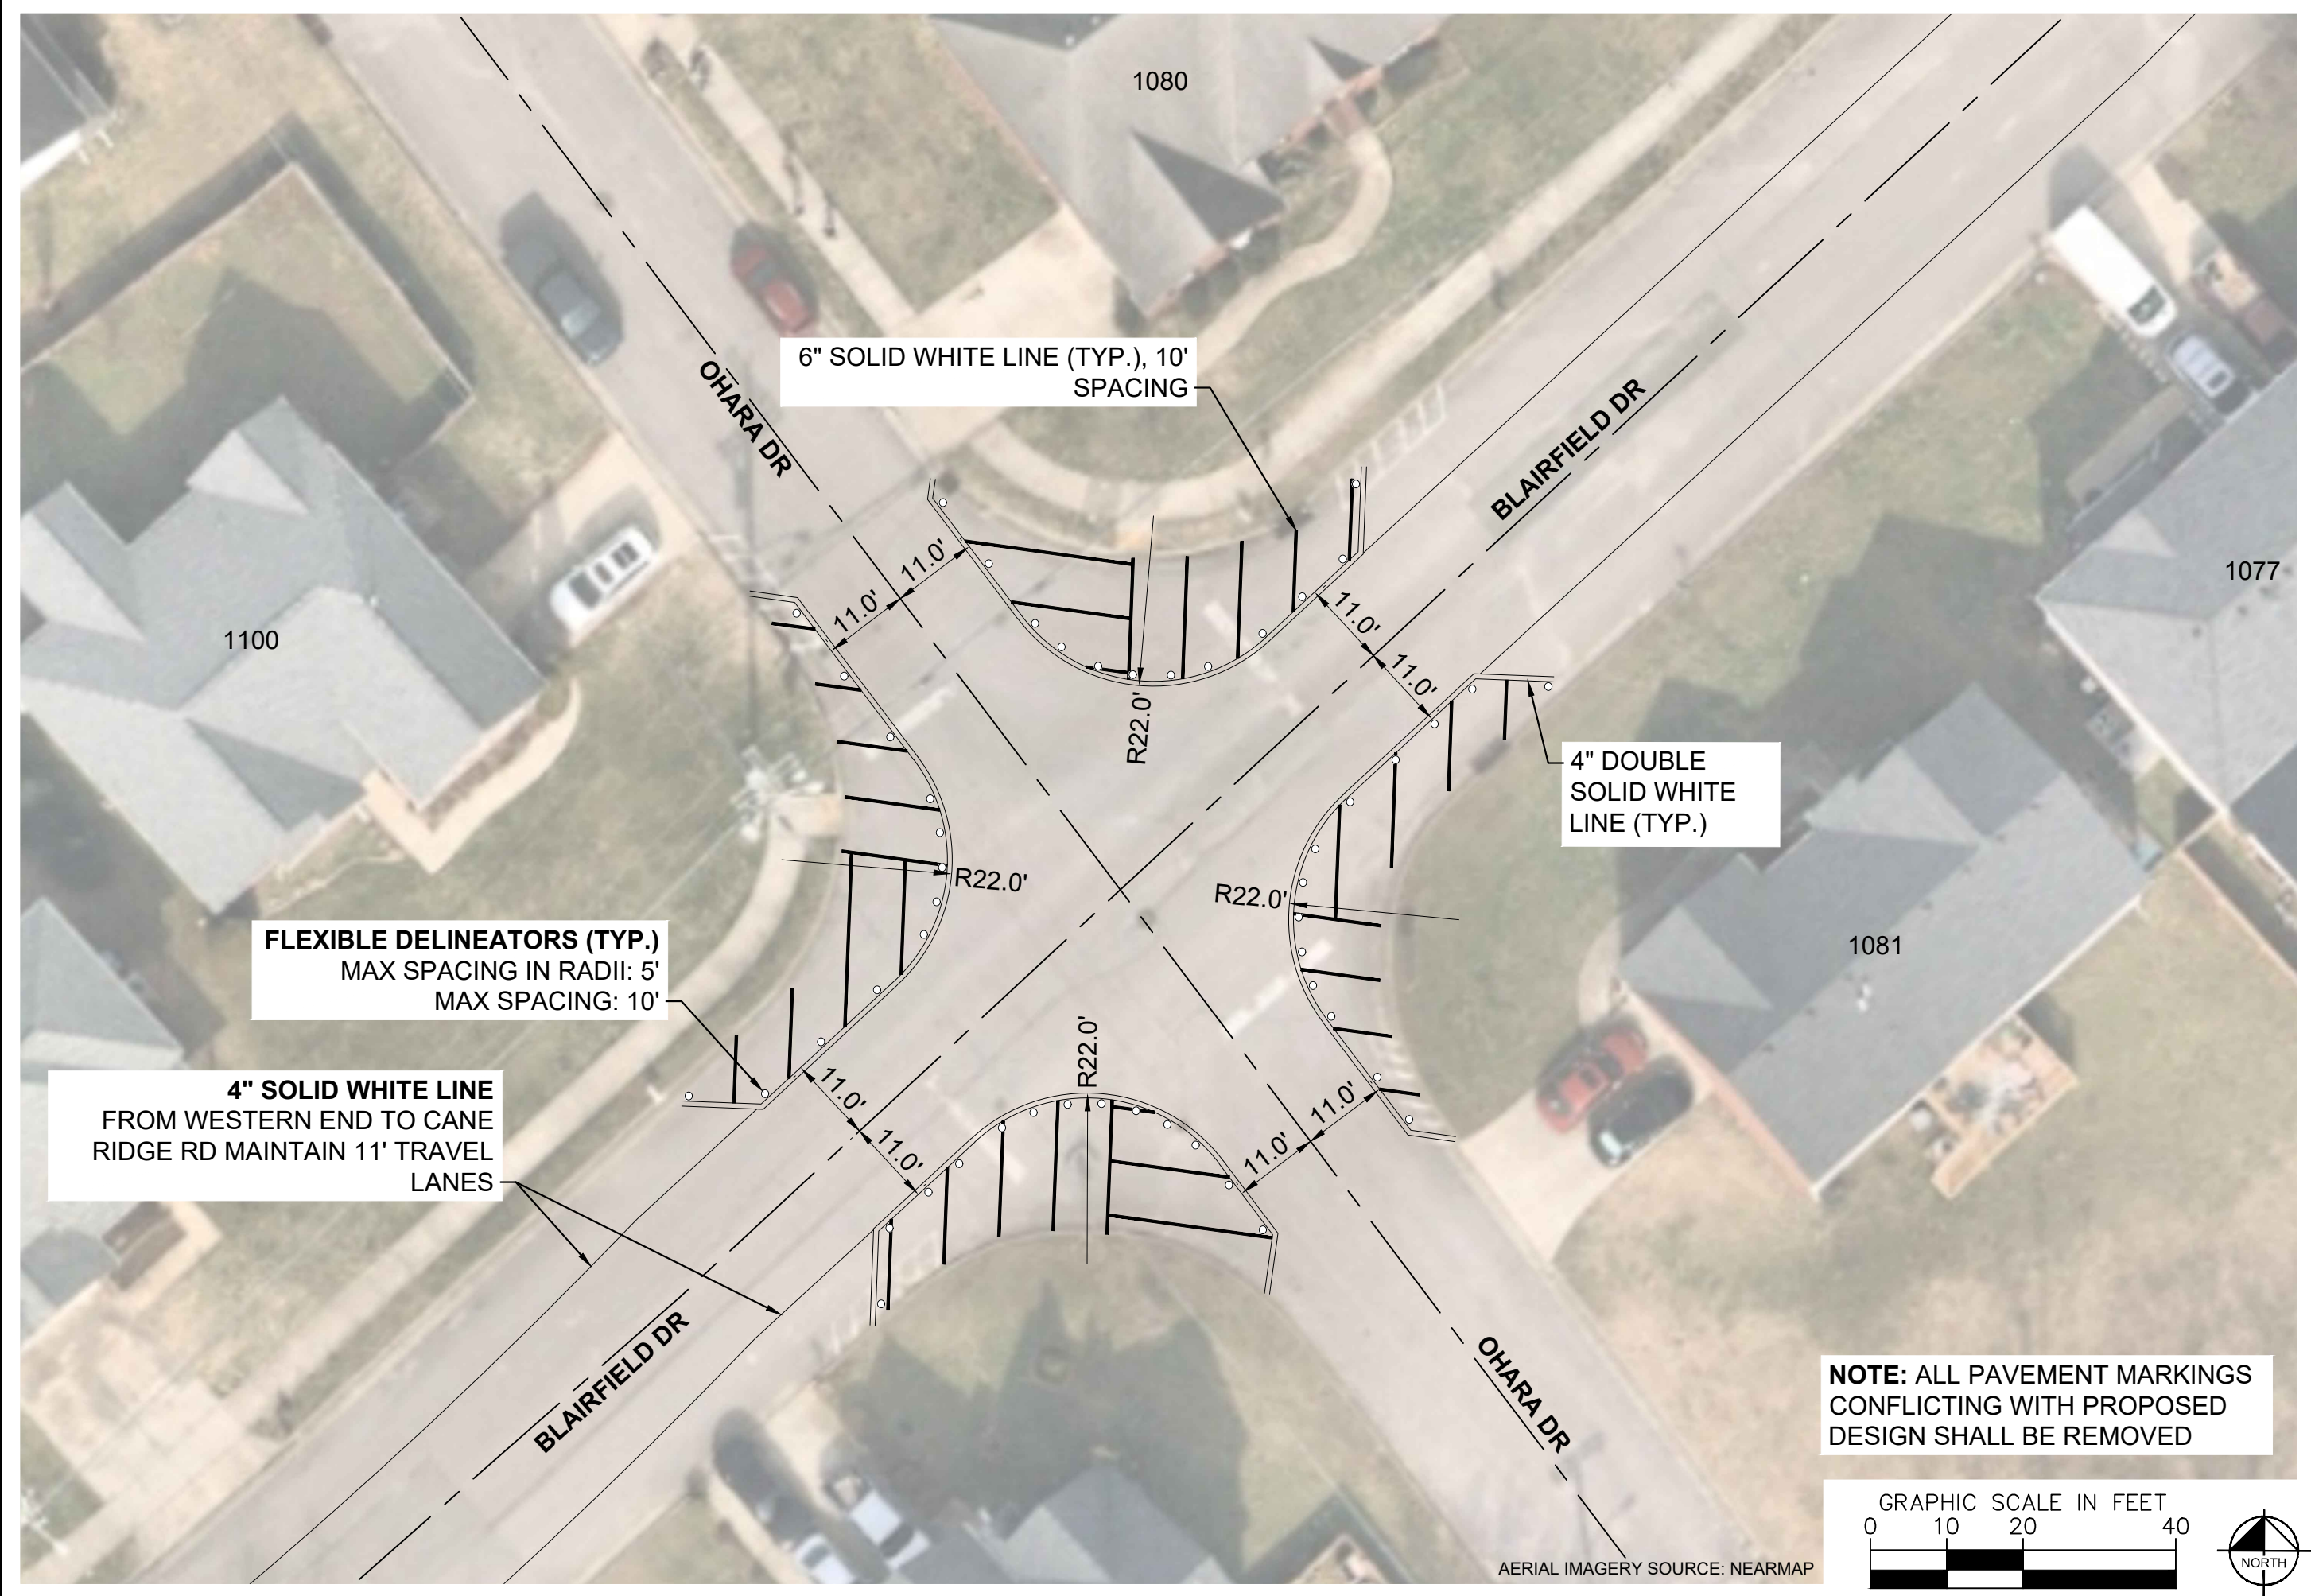 1080
6" SOLID WHITE LINE (TYP.), 10'
SPACING
OHARA DR
BLAIRFIELD DR
11.0'
11.0'
11.0'
11.0'
1077
1100
R22.0'
4" DOUBLE
SOLID WHITE
LINE (TYP.)
R22.0'
R22.0'
1081
FLEXIBLE DELINEATORS (TYP.)
MAX SPACING IN RADII: 5'
MAX SPACING: 10'
R22.0'
4" SOLID WHITE LINE
FROM WESTERN END TO CANE
RIDGE RD MAINTAIN 11' TRAVEL
LANES
11.0'
11.0'
11.0'
11.0'
BLAIRFIELD DR
OHARA DR
NOTE: ALL PAVEMENT MARKINGS
CONFLICTING WITH PROPOSED
DESIGN SHALL BE REMOVED
GRAPHIC SCALE IN FEET
0 10 20 40
NORTH
AERIAL IMAGERY SOURCE: NEARMAP